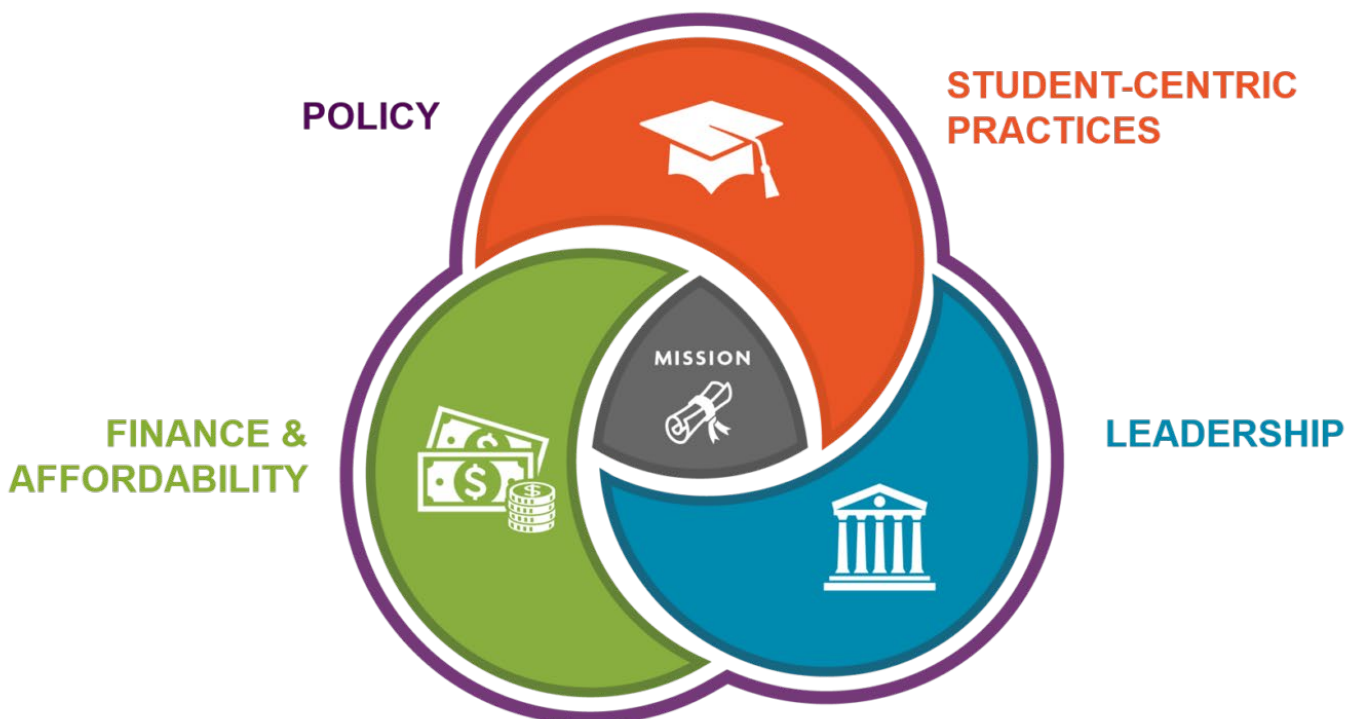 POLICY
STUDENT-CENTRIC
PRACTICES
MISSION
FINANCE &
AFFORDABILITY
LEADERSHIP